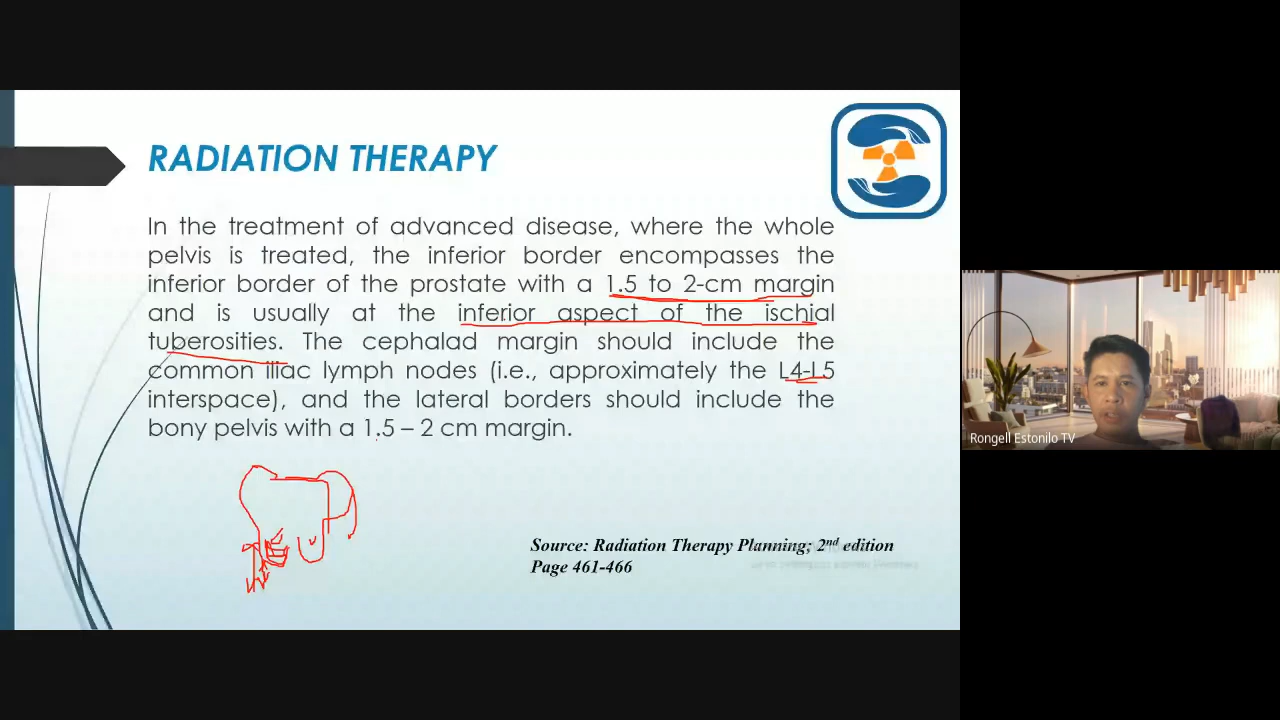 RADIATION THERAPY
In the treatment of advanced disease, where the whole
pelvis is treated, the inferior border encompasses the
inferior border of the prostate with a 1.5 to 2-cm margin
and is usually at the inferior aspect of the ischial
tuberosities. The cephalad margin should include the
common iliac lymph nodes (i.e., approximately the L4-L5
interspace), and the lateral borders should include the
bony pelvis with a 1.5 – 2 cm margin.
Source: Radiation Therapy Planning; 2nd edition
Page 461-466
Rongell Estonilo TV